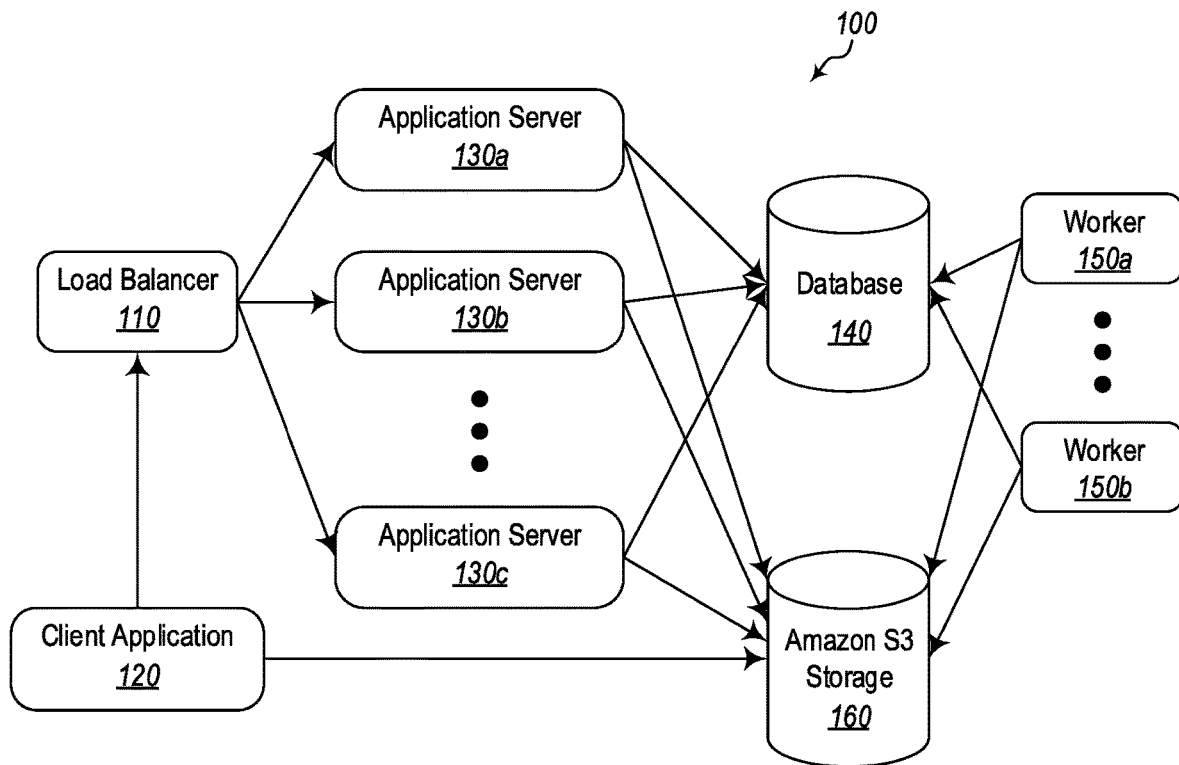 100
Application Server
130a
Worker
150a
Load Balancer
110
Application Server
130b
Database
140
Worker
150b
Application Server
130c
Client Application
120
Amazon S3
Storage
160